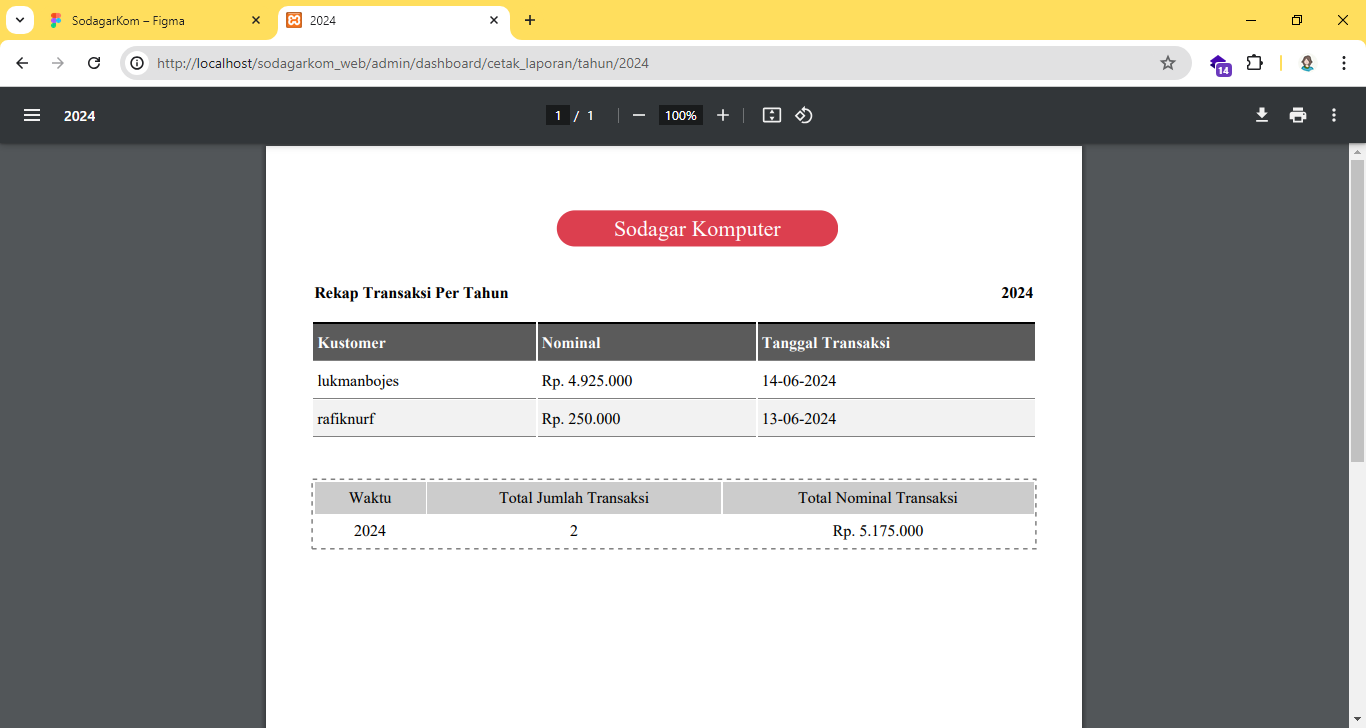 SodagarKom – Figma
2024
http://localhost/sodagarkom_web/admin/dashboard/cetak_laporan/tahun/2024
14
2024
1 / 1
100%
Sodagar Komputer
Rekap Transaksi Per Tahun 2024
Kustomer Nominal Tanggal Transaksi
lukmanbojes Rp. 4.925.000 14-06-2024
rafiknurf Rp. 250.000 13-06-2024
Waktu Total Jumlah Transaksi Total Nominal Transaksi
2024 2 Rp. 5.175.000